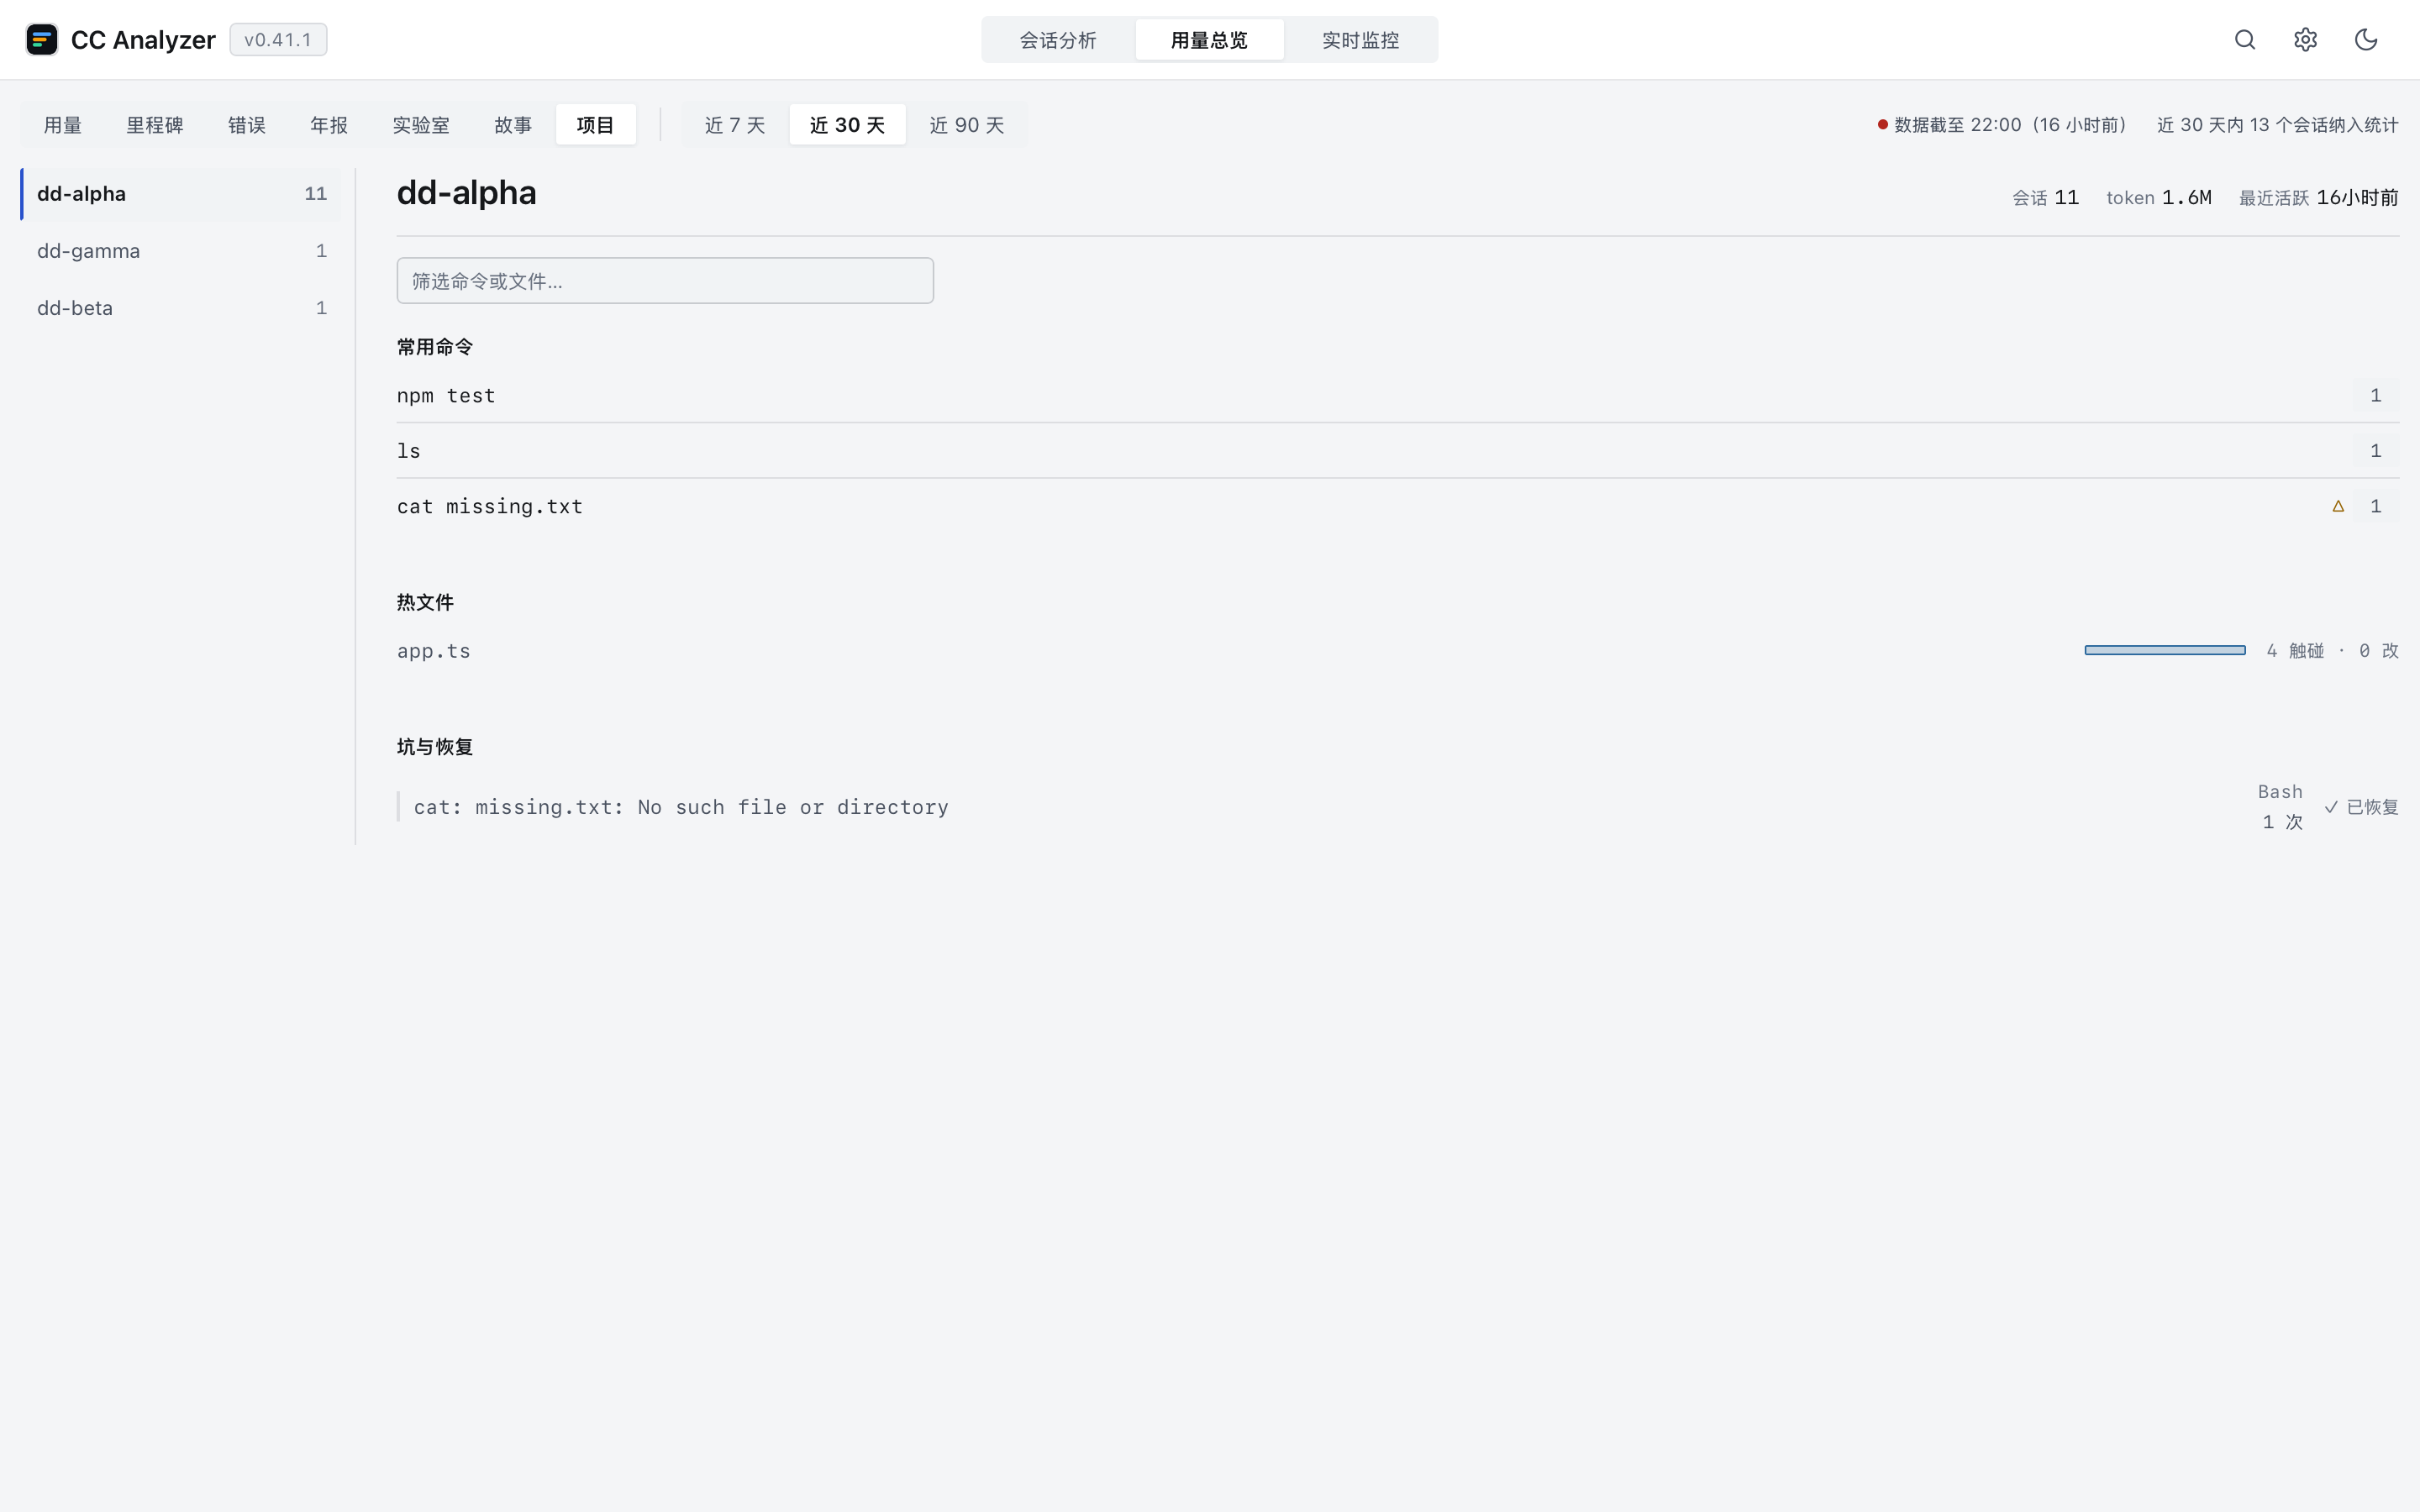 CC Analyzer v0.41.1 会话分析 用量总览 实时监控
用量 里程碑 错误 年报 实验室 故事 项目 近 7 天 近 30 天 近 90 天 数据截至 22:00（16 小时前） 近 30 天内 13 个会话纳入统计
dd-alpha 11
dd-gamma 1
dd-beta 1
dd-alpha 会话 11 token 1.6M 最近活跃 16小时前
筛选命令或文件...
常用命令
npm test 1
ls 1
cat missing.txt △ 1
热文件
app.ts 4 触碰 · 0 改
坑与恢复
cat: missing.txt: No such file or directory Bash
1 次 ✓ 已恢复